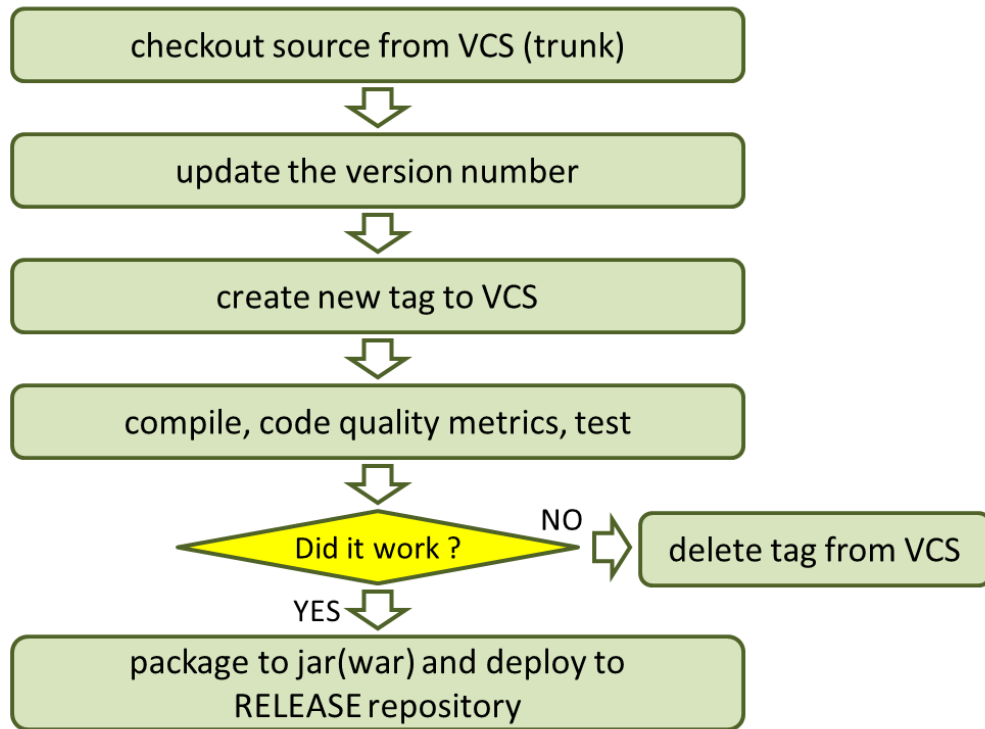 checkout source from VCS (trunk)
update the version number
create new tag to VCS
compile, code quality metrics, test
Did it work ?
NO
delete tag from VCS
YES
package to jar(war) and deploy to
RELEASE repository